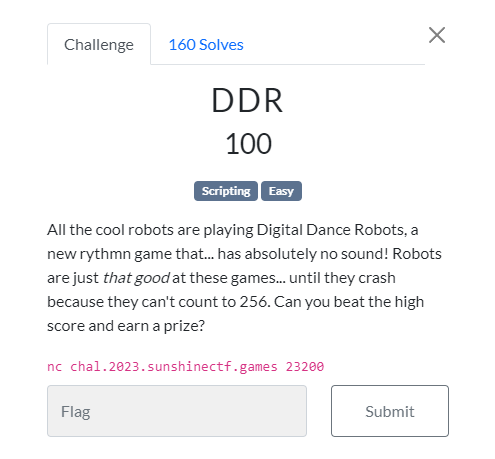 Challenge
160 Solves
DDR
100
Scripting Easy
All the cool robots are playing Digital Dance Robots, a
new rythmn game that... has absolutely no sound! Robots
are just that good at these games... until they crash
because they can't count to 256. Can you beat the high
score and earn a prize?
nc chal.2023.sunshinectf.games 23200
Flag
Submit